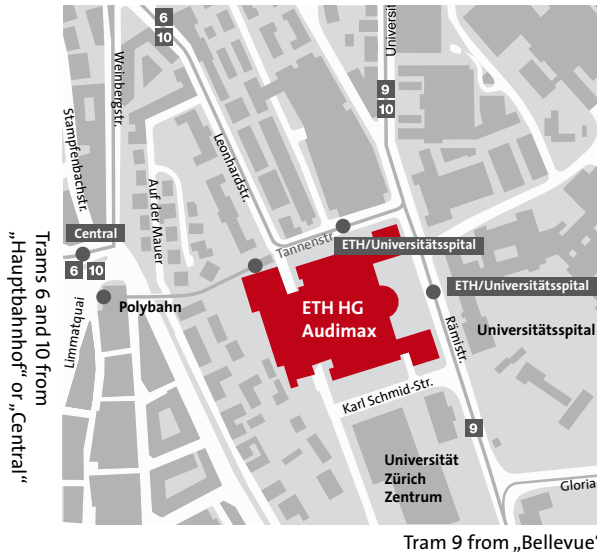 6
10
Universit
Weinbergstr.
9
10
Stampfenbachstr.
Leonhardstr.
Auf der Mauer
Central
6 10
Tannenstr.
ETH/Universitätsspital
ETH/Universitätsspital
Polybahn
ETH HG
Audimax
Universitätsspital
Limmatquai
Rämistr.
Karl Schmid-Str.
9
Universität
Zürich
Zentrum
Gloria
Trams 6 and 10 from
„Hauptbahnhof“ or „Central“
Tram 9 from „Bellevue“